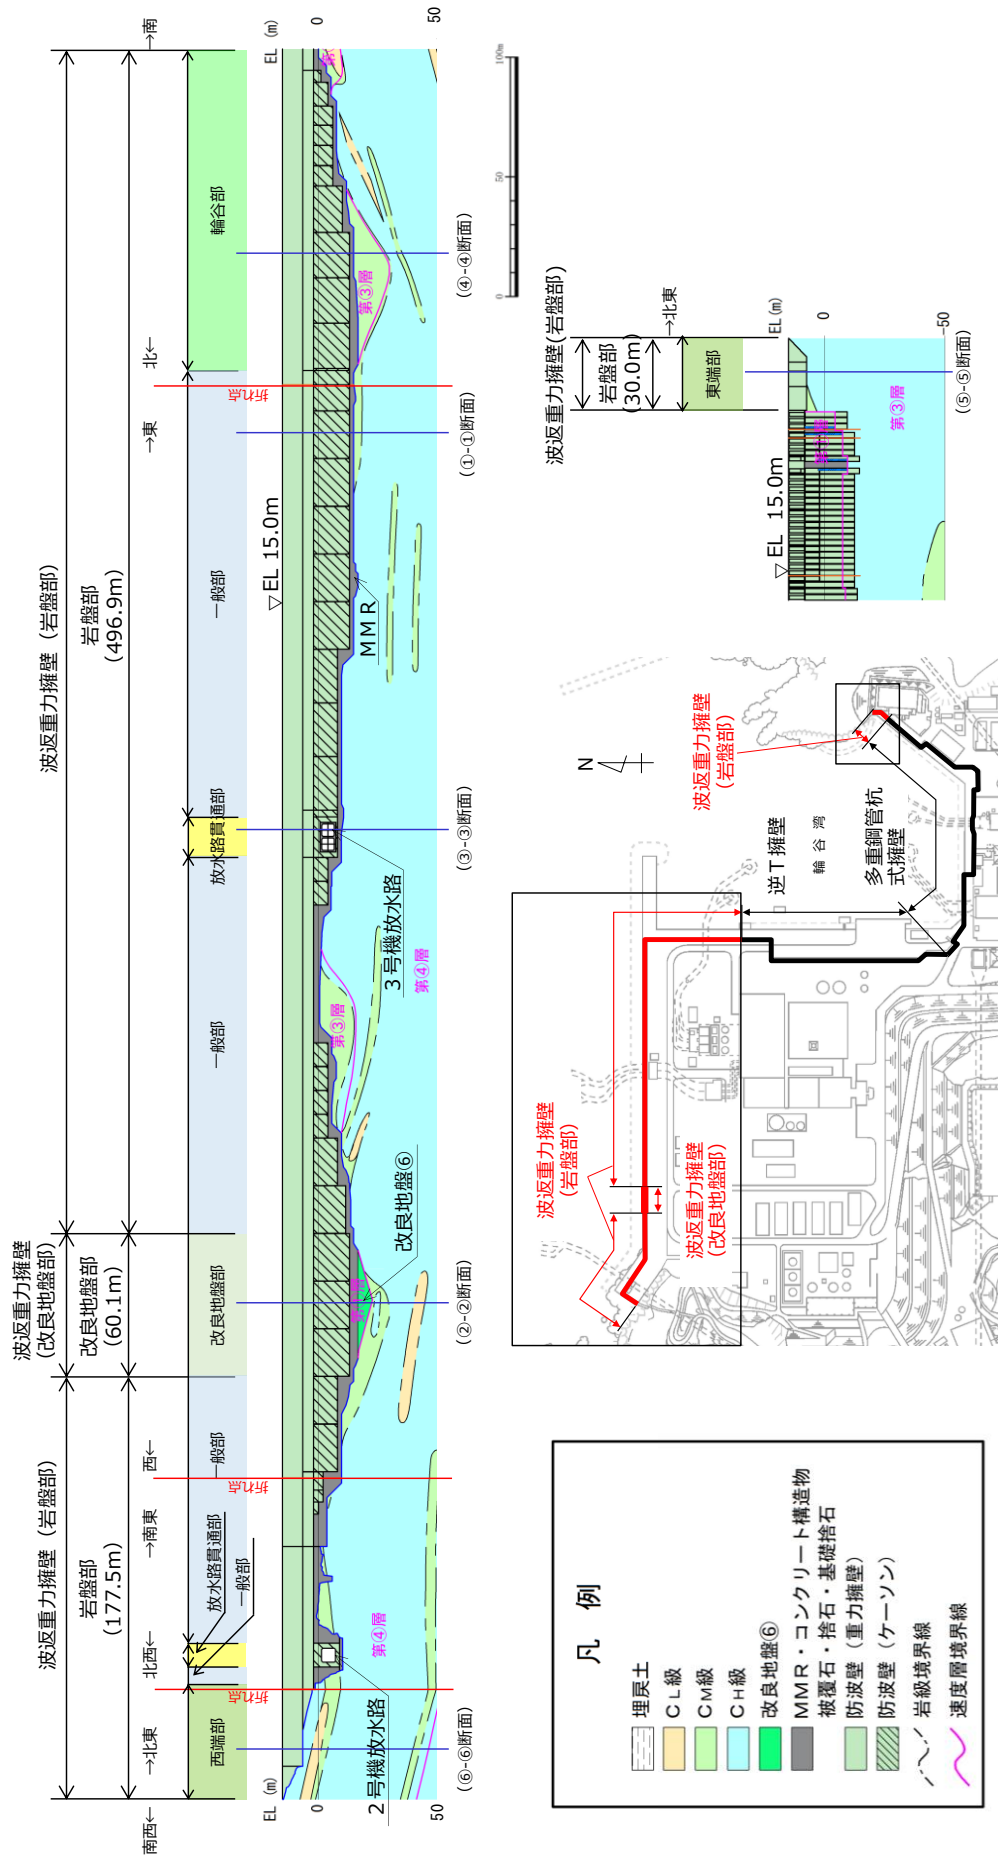 波返重力擁壁（岩盤部）
波返重力擁壁
（改良地盤部）
波返重力擁壁（岩盤部）
岩盤部
（177.5m）
改良地盤部
（60.1m）
岩盤部
（496.9m）
南西←
→北東
北西←
→南東
西←
→東
北←
→南
西端部
一般部
放水路貫通部
一般部
改良地盤部
一般部
放水路貫通部
一般部
輪谷部
折れ点
折れ点
折れ点
▽EL 15.0m
EL（m）
0
50
EL（m）
0
50
第④層
第③層
第④層
第③層
２号機放水路
改良地盤⑥
３号機放水路
ＭＭＲ
（⑥-⑥断面）
（②-②断面）
（③-③断面）
（①-①断面）
（④-④断面）
0
50
100m
凡　例
埋戻土
ＣL級
ＣM級
ＣH級
改良地盤⑥
ＭＭＲ・コンクリート構造物
被覆石・捨石・基礎捨石
防波壁（重力擁壁）
防波壁（ケーソン）
岩級境界線
速度層境界線
波返重力擁壁
（岩盤部）
波返重力擁壁
（改良地盤部）
N
波返重力擁壁
（岩盤部）
逆Ｔ擁壁
輪谷湾
多重鋼管杭
式擁壁
波返重力擁壁（岩盤部）
岩盤部
（30.0m）
→北東
東端部
▽EL 15.0m
EL（m）
0
50
第③層
（⑤-⑤断面）